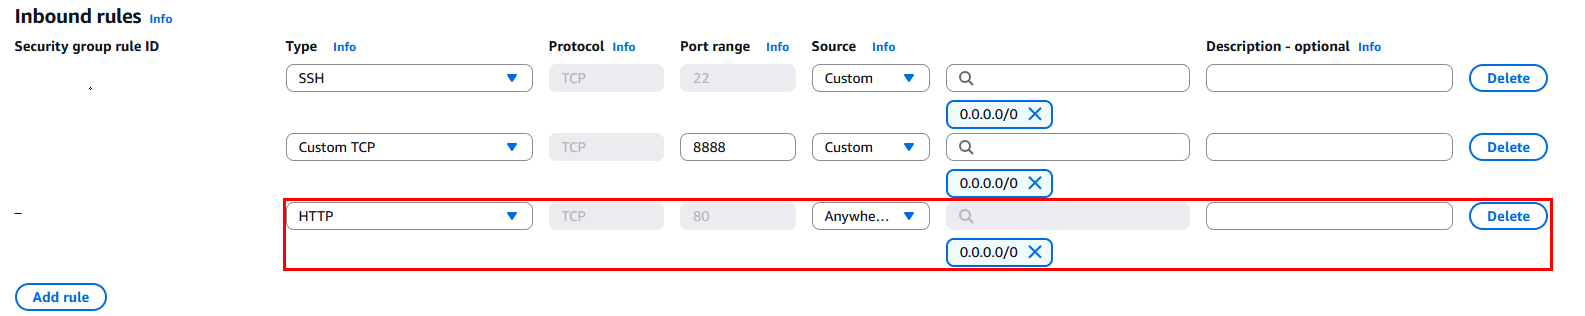 Inbound rules Info
Security group rule ID Type Info Protocol Info Port range Info Source Info Description - optional Info
SSH TCP 22 Custom Delete
0.0.0.0/0
Custom TCP TCP 8888 Custom Delete
0.0.0.0/0
– HTTP TCP 80 Anywhe... Delete
0.0.0.0/0
Add rule